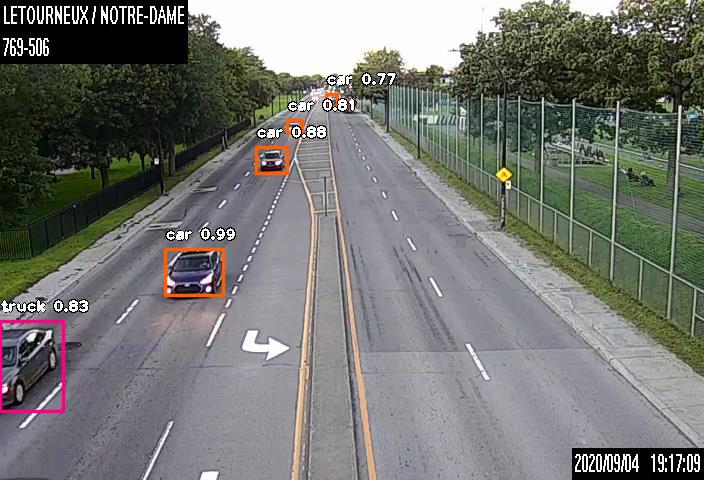 LETOURNEUX / NOTRE-DAME
769-506
car 0.77
car 0.81
car 0.88
car 0.99
truck 0.83
2020/09/04 19:17:09